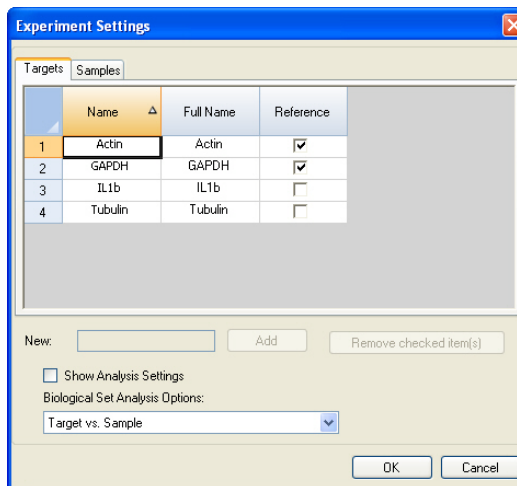 Experiment Settings
Targets Samples
Name Full Name Reference
1 Actin Actin
2 GAPDH GAPDH
3 IL1b IL1b
4 Tubulin Tubulin
New: Add Remove checked item(s)
Show Analysis Settings
Biological Set Analysis Options:
Target vs. Sample
OK Cancel